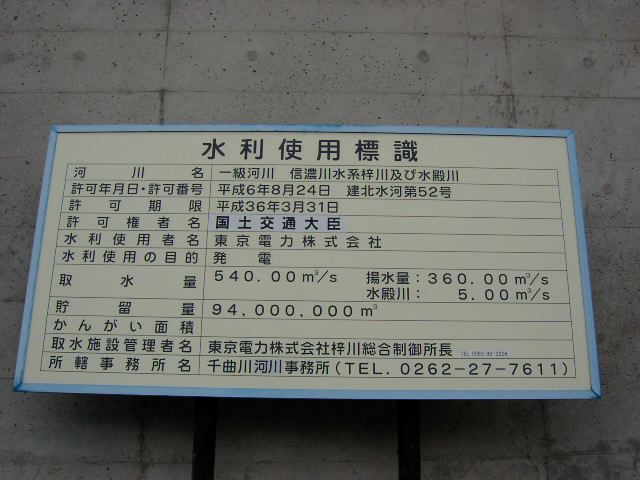 水利使用標識
河川名 一級河川 信濃川水系梓川及び水殿川
許可年月日・許可番号 平成6年8月24日 建北水河第52号
許可期限 平成36年3月31日
許可権者名 国土交通大臣
水利使用者名 東京電力株式会社
水利使用の目的 発電
取水量 540.00m³/s 揚水量:360.00m³/s
水殿川: 5.00m³/s
貯留量 94,000,000m³
かんがい面積
取水施設管理者名 東京電力株式会社梓川総合制御所長
所轄事務所名 千曲川河川事務所(TEL.0262-27-7611)